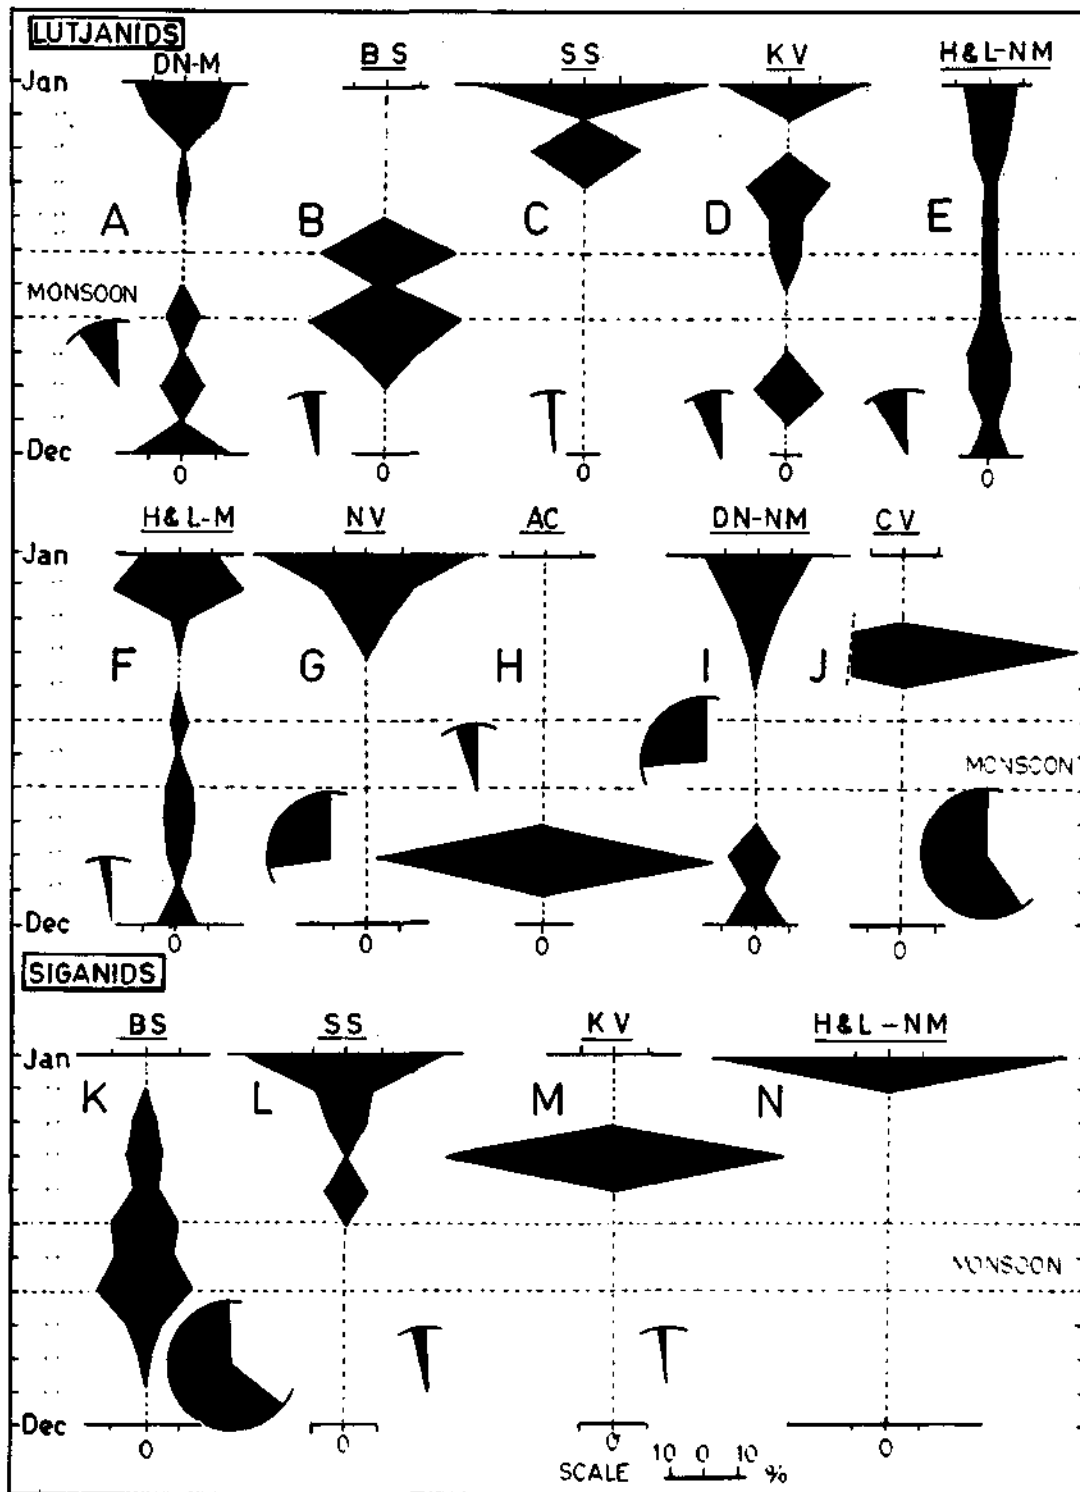 LUTJANIDS
DN-M BS SS KV H&L-NM
Jan
A B C D E
MONSOON
Dec
0 0 0 0 0
H&L-M NV AC DN-NM CV
Jan
F G H I J
MONSOON
Dec
0 0 0 0 0
SIGANIDS
BS SS KV H&L-NM
Jan
K L M N
MONSOON
Dec
0 0 0 0
SCALE 10 0 10 %